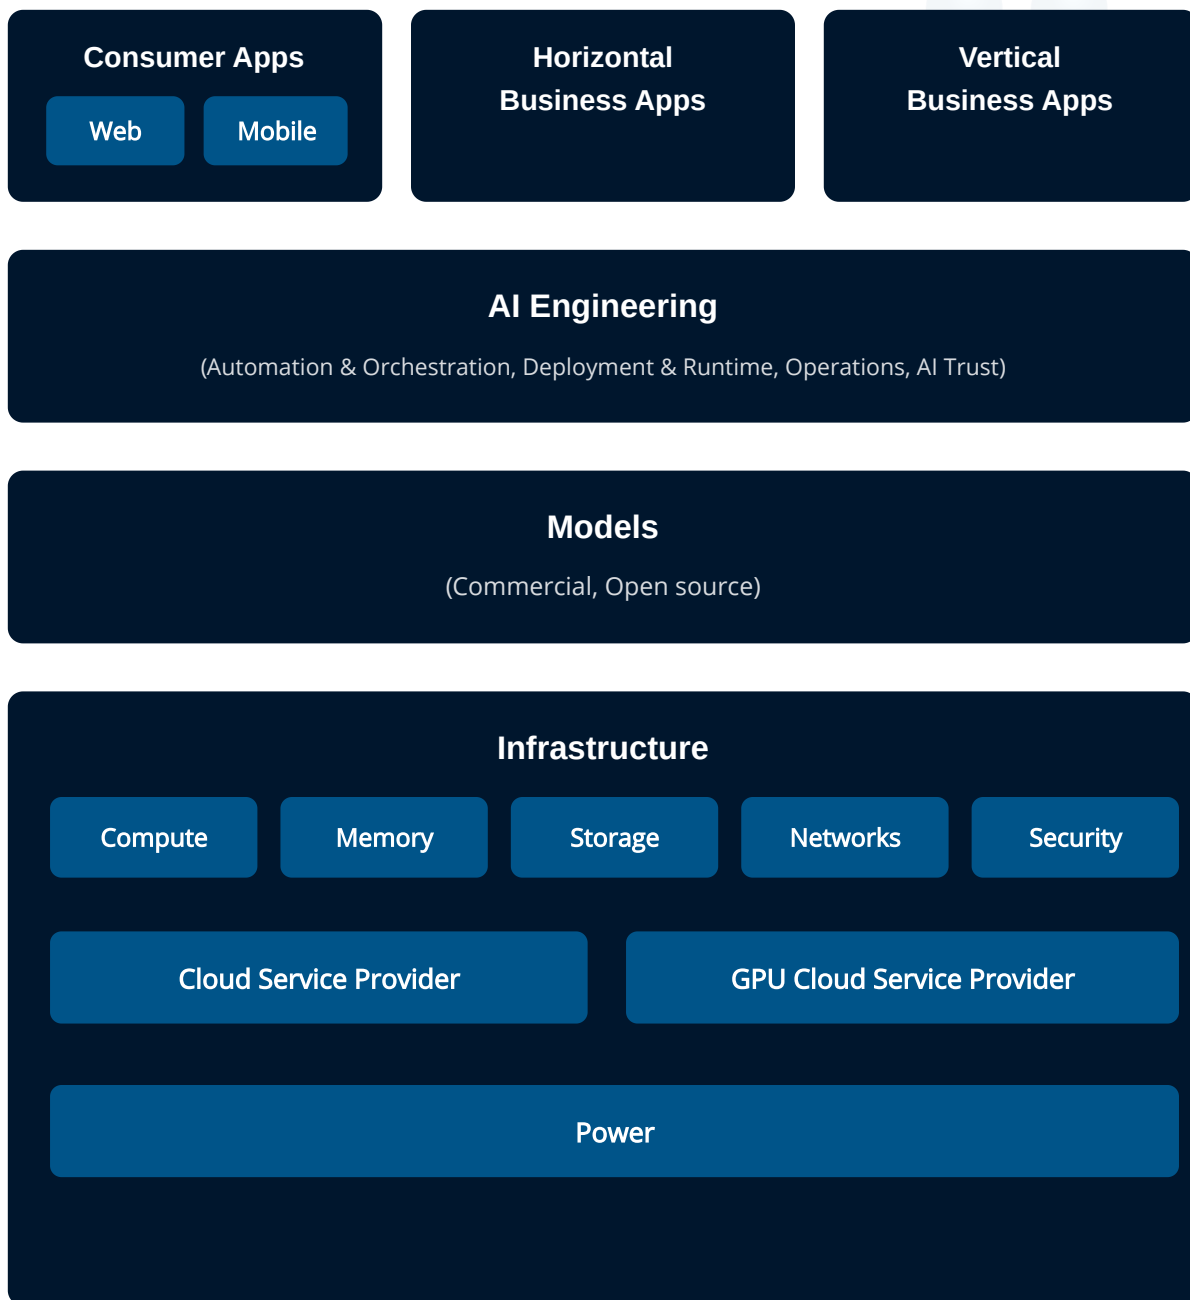 Consumer Apps
Web
Mobile
Horizontal
Business Apps
Vertical
Business Apps
AI Engineering
(Automation & Orchestration, Deployment & Runtime, Operations, AI Trust)
Models
(Commercial, Open source)
Infrastructure
Compute
Memory
Storage
Networks
Security
Cloud Service Provider
GPU Cloud Service Provider
Power